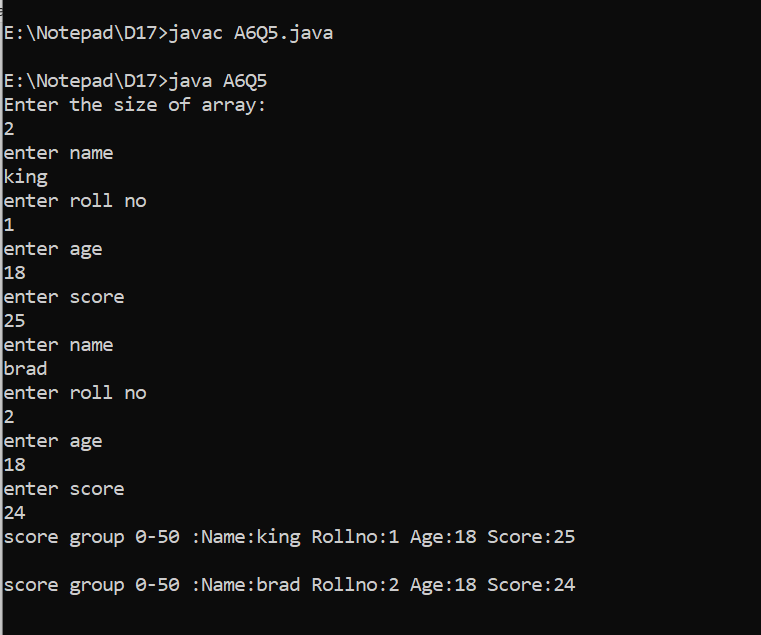 E:\Notepad\D17>javac A6Q5.java
E:\Notepad\D17>java A6Q5
Enter the size of array:
2
enter name
king
enter roll no
1
enter age
18
enter score
25
enter name
brad
enter roll no
2
enter age
18
enter score
24
score group 0-50 :Name:king Rollno:1 Age:18 Score:25
score group 0-50 :Name:brad Rollno:2 Age:18 Score:24